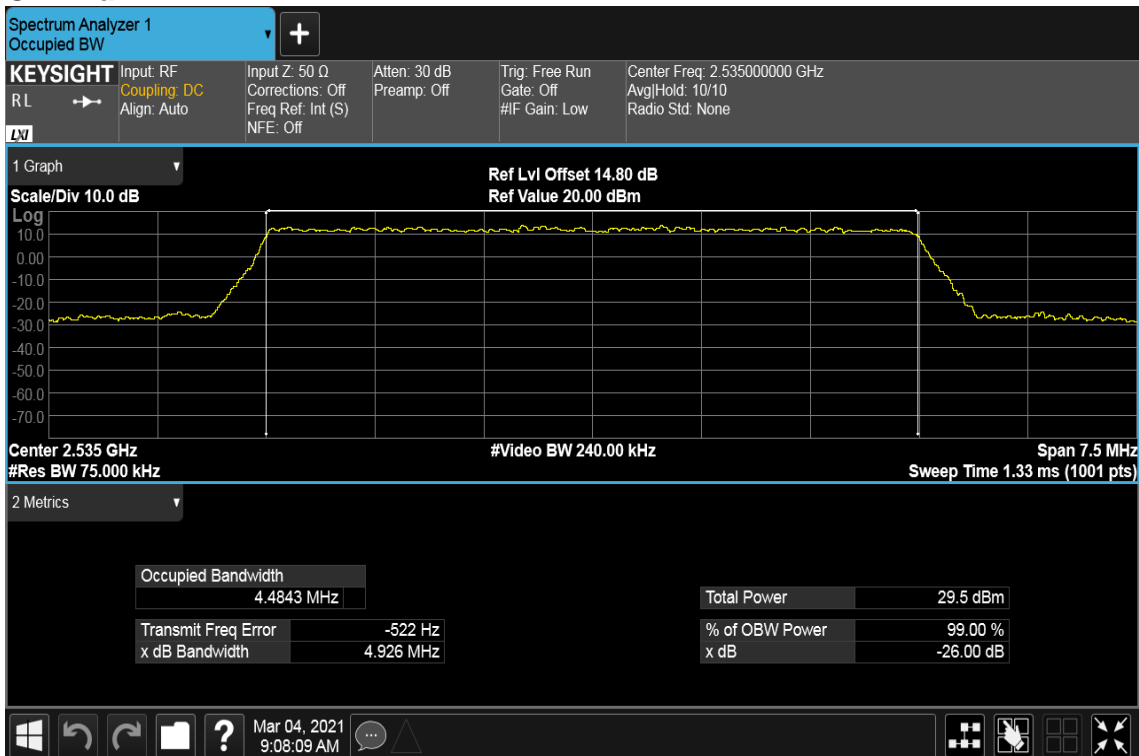 Spectrum Analyzer 1
Occupied BW
+
KEYSIGHT
R L
LXI
Input: RF
Coupling: DC
Align: Auto
Input Z: 50 Ω
Corrections: Off
Freq Ref: Int (S)
NFE: Off
Atten: 30 dB
Preamp: Off
Trig: Free Run
Gate: Off
#IF Gain: Low
Center Freq: 2.535000000 GHz
Avg|Hold: 10/10
Radio Std: None
1 Graph
Scale/Div 10.0 dB
Ref Lvl Offset 14.80 dB
Ref Value 20.00 dBm
Log
10.0
0.00
-10.0
-20.0
-30.0
-40.0
-50.0
-60.0
-70.0
Center 2.535 GHz
#Res BW 75.000 kHz
#Video BW 240.00 kHz
Span 7.5 MHz
Sweep Time 1.33 ms (1001 pts)
2 Metrics
Occupied Bandwidth
4.4843 MHz
Transmit Freq Error -522 Hz
x dB Bandwidth 4.926 MHz
Total Power 29.5 dBm
% of OBW Power 99.00 %
x dB -26.00 dB
?
Mar 04, 2021
9:08:09 AM